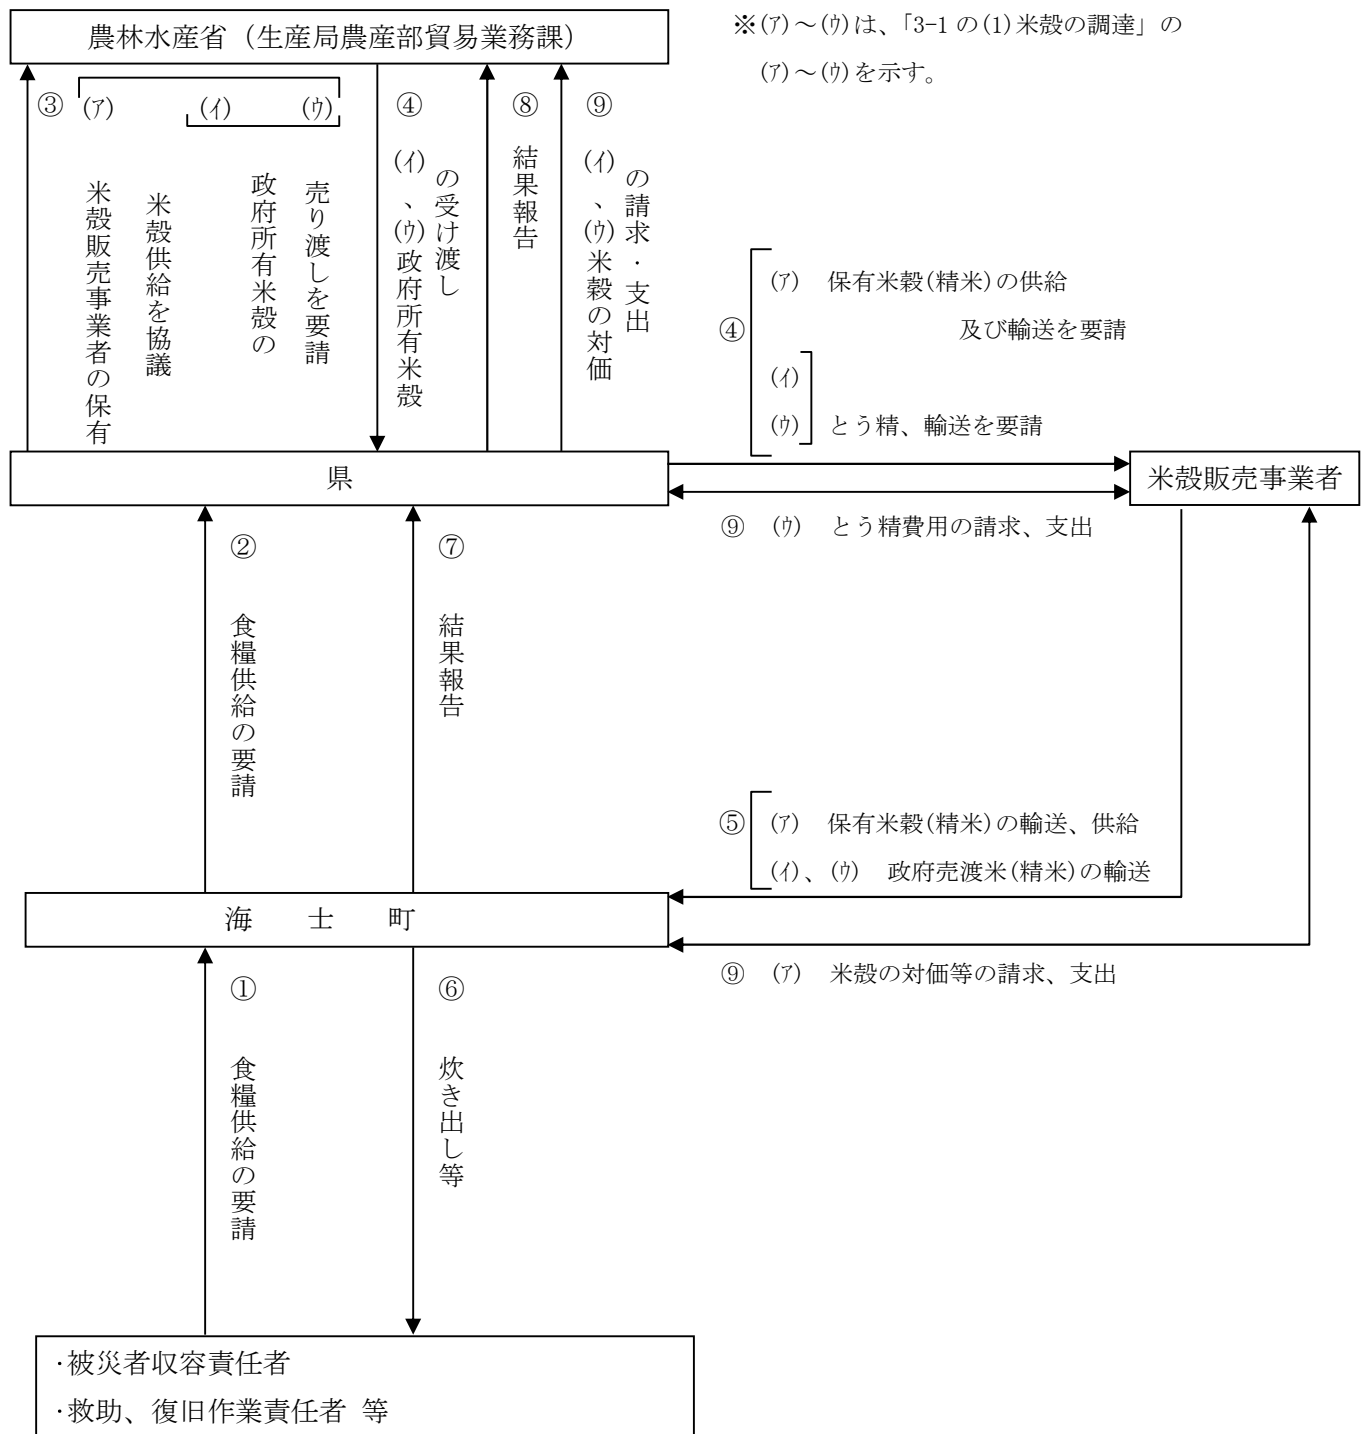 農林水産省（生産局農産部貿易業務課）
※(ｱ)～(ｳ)は、「3-1 の(1)米殻の調達」の
(ｱ)～(ｳ)を示す。
③
(ｱ)
(ｲ)
(ｳ)
米殻販売事業者の保有
米殻供給を協議
政府所有米殻の
売り渡しを要請
④
(ｲ)、(ｳ)政府所有米殻
の受け渡し
⑧
結果報告
⑨
(ｲ)、(ｳ)米穀の対価
の請求・支出
④
(ｱ)　保有米穀(精米)の供給
及び輸送を要請
(ｲ)
(ｳ)　とう精、輸送を要請
県
米殻販売事業者
⑨　(ｳ)　とう精費用の請求、支出
②
食糧供給の要請
⑦
結果報告
⑤
(ｱ)　保有米穀(精米)の輸送、供給
(ｲ)、(ｳ)　政府売渡米(精米)の輸送
海　士　町
⑨　(ｱ)　米殻の対価等の請求、支出
①
食糧供給の要請
⑥
炊き出し等
･被災者収容責任者
･救助、復旧作業責任者 等